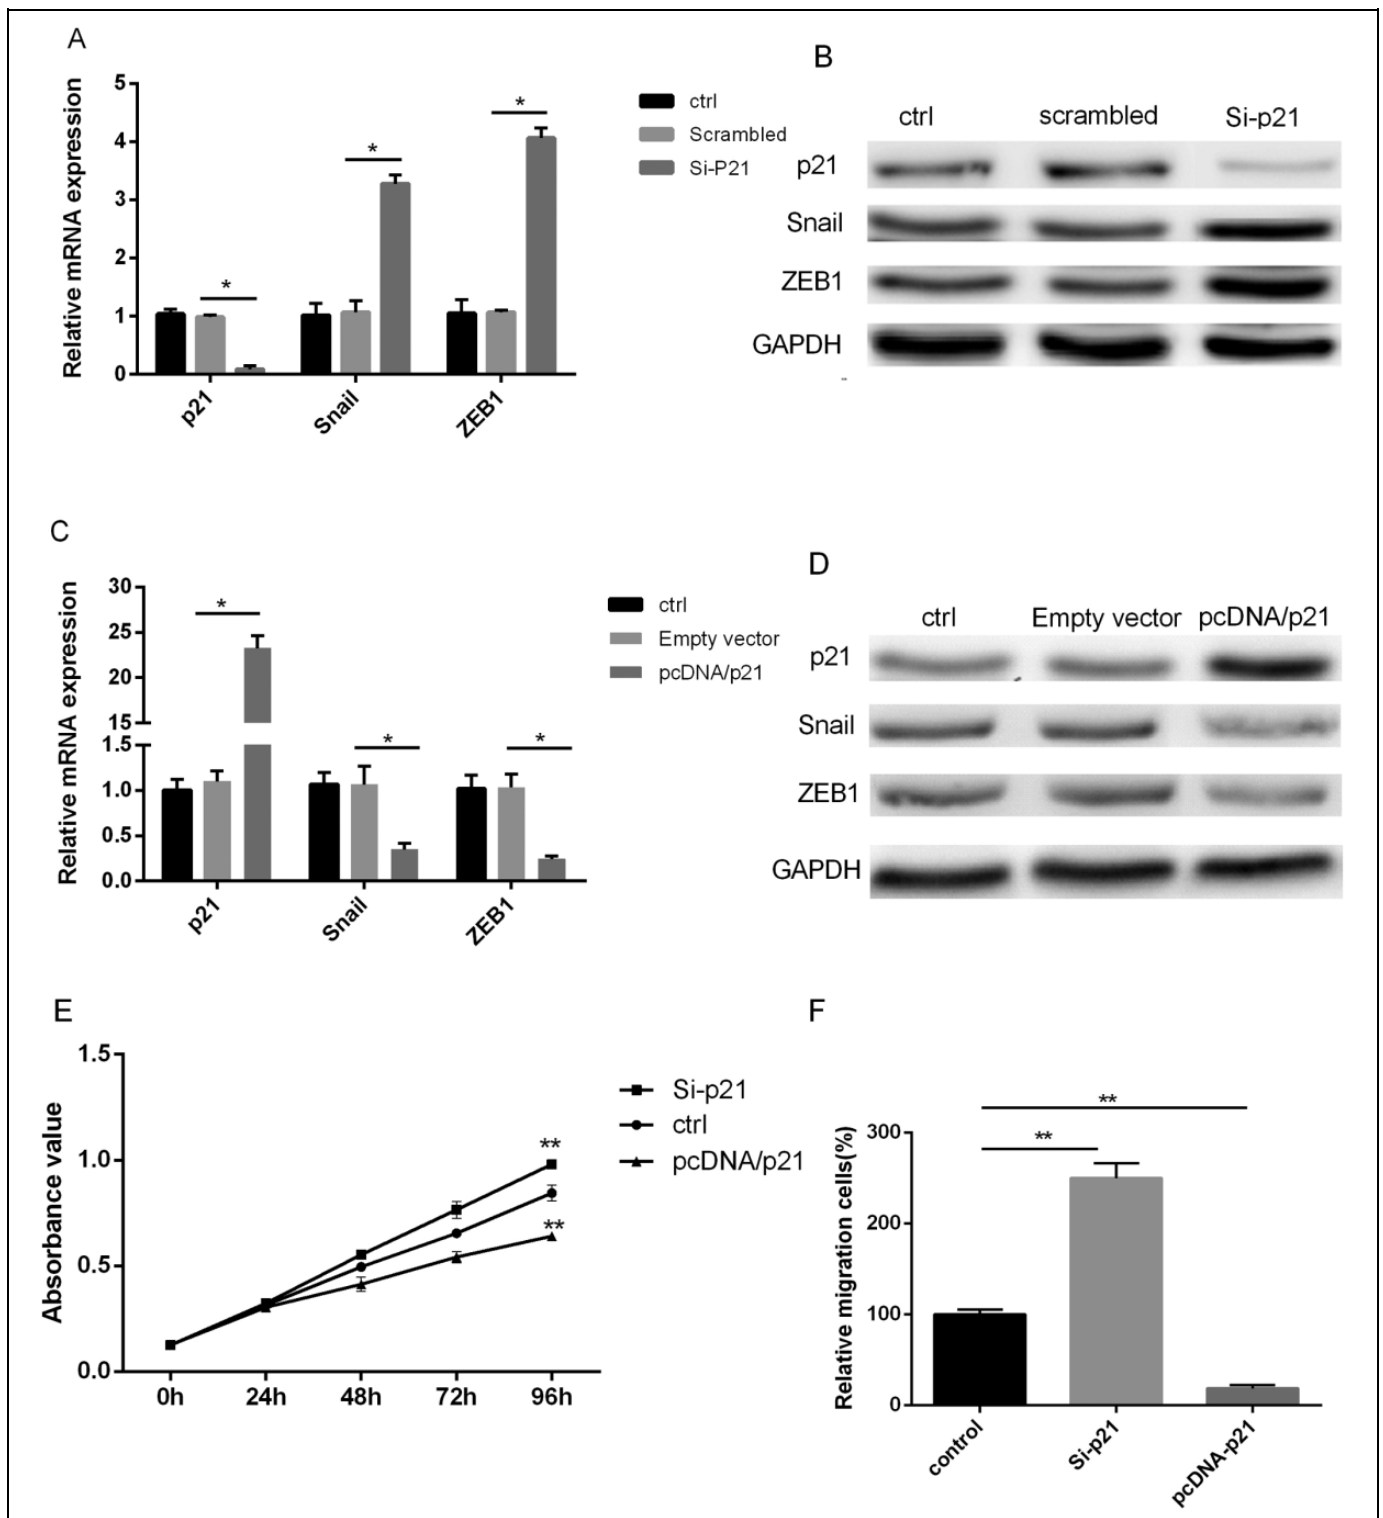 A
Relative mRNA expression
5
4
3
2
1
0
*
*
*
p21
Snail
ZEB1
ctrl
Scrambled
Si-P21
B
ctrl scrambled Si-p21
p21
Snail
ZEB1
GAPDH
C
Relative mRNA expression
30
25
20
15
1.5
1.0
0.5
0.0
*
*
*
p21
Snail
ZEB1
ctrl
Empty vector
pcDNA/p21
D
ctrl Empty vector pcDNA/p21
p21
Snail
ZEB1
GAPDH
E
Absorbance value
1.5
1.0
0.5
0.0
**
**
0h 24h 48h 72h 96h
Si-p21
ctrl
pcDNA/p21
F
Relative migration cells(%)
300
200
100
0
**
**
control
Si-p21
pcDNA-p21